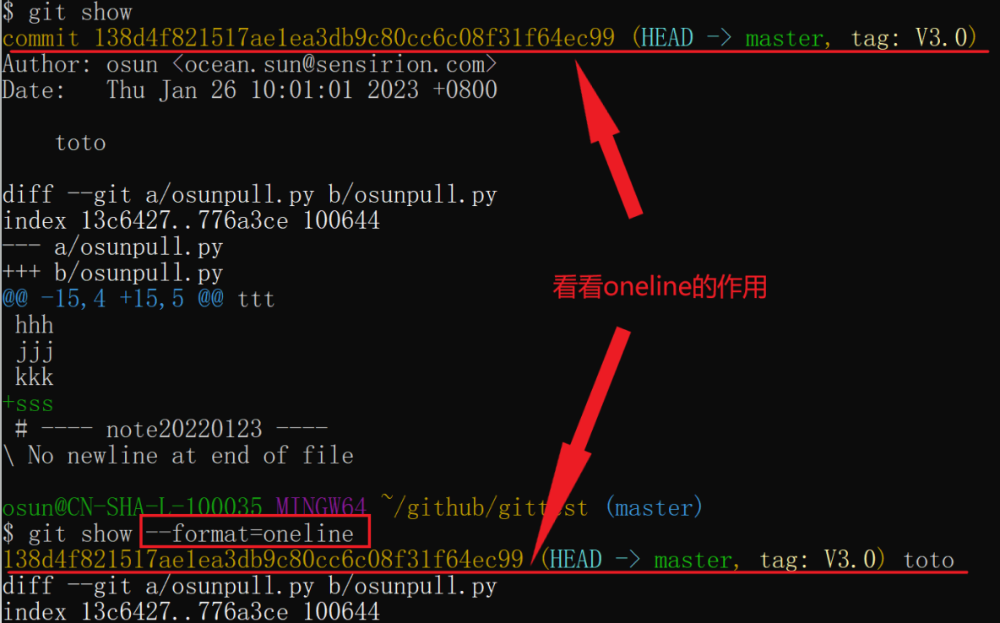 $ git show
commit 138d4f821517ae1ea3db9c80cc6c08f31f64ec99 (HEAD -> master, tag: V3.0)
Author: osun <ocean.sun@sensirion.com>
Date:   Thu Jan 26 10:01:01 2023 +0800
    toto
diff --git a/osunpull.py b/osunpull.py
index 13c6427..776a3ce 100644
--- a/osunpull.py
+++ b/osunpull.py
看看oneline的作用
@@ -15,4 +15,5 @@ ttt
 hhh
 jjj
 kkk
+sss
 # ---- note20220123 ----
\ No newline at end of file
osun@CN-SHA-L-100035 MINGW64 ~/github/gittest (master)
$ git show --format=oneline
138d4f821517ae1ea3db9c80cc6c08f31f64ec99 (HEAD -> master, tag: V3.0) toto
diff --git a/osunpull.py b/osunpull.py
index 13c6427..776a3ce 100644